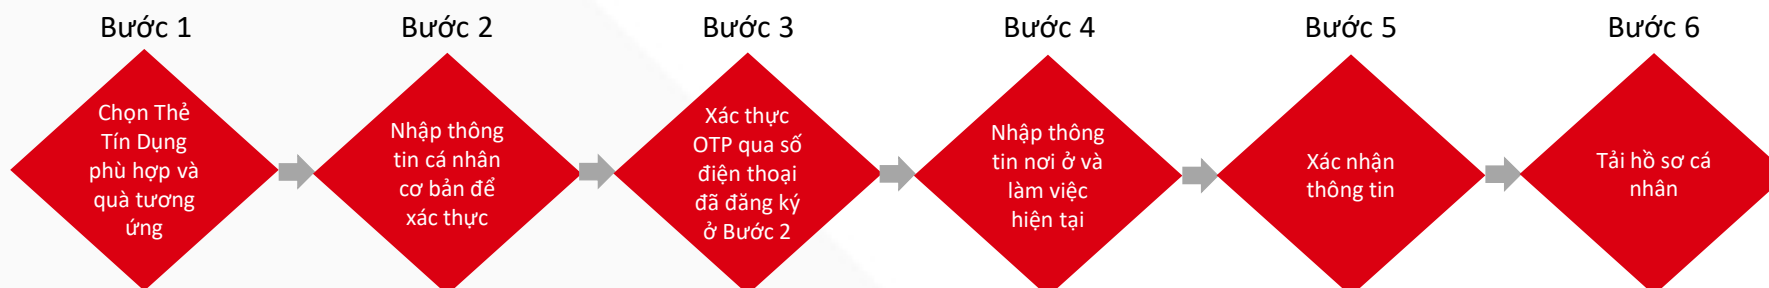 Bước 1
Chọn Thẻ
Tín Dụng
phù hợp và
quà tương
ứng
Bước 2
Nhập thông
tin cá nhân
cơ bản để
xác thực
Bước 3
Xác thực
OTP qua số
điện thoại
đã đăng ký
ở Bước 2
Bước 4
Nhập thông
tin nơi ở và
làm việc
hiện tại
Bước 5
Xác nhận
thông tin
Bước 6
Tải hồ sơ cá
nhân